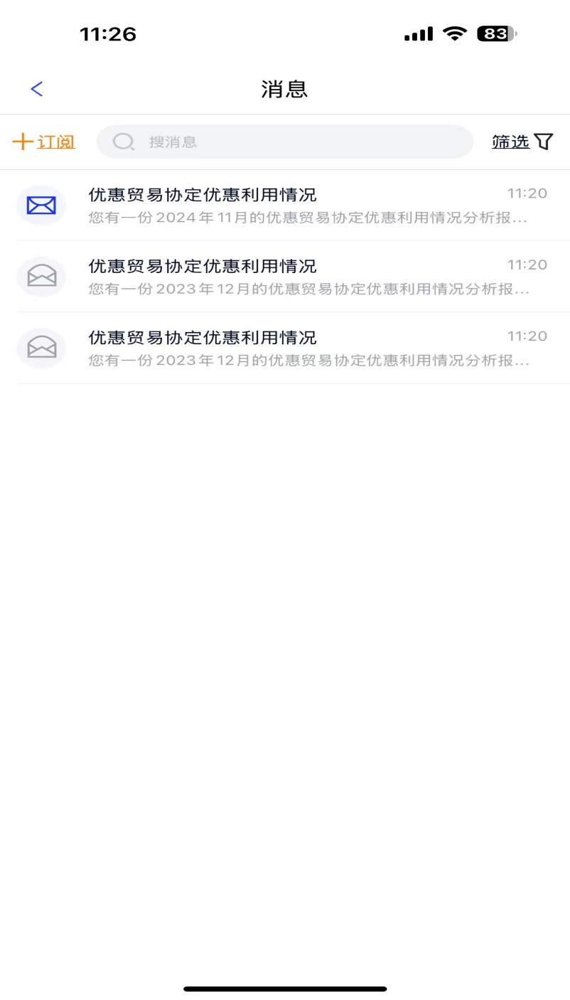 11:26
83
消息
订阅
搜消息
筛选
优惠贸易协定优惠利用情况
11:20
您有一份2024年11月的优惠贸易协定优惠利用情况分析报...
优惠贸易协定优惠利用情况
11:20
您有一份2023年12月的优惠贸易协定优惠利用情况分析报...
优惠贸易协定优惠利用情况
11:20
您有一份2023年12月的优惠贸易协定优惠利用情况分析报...